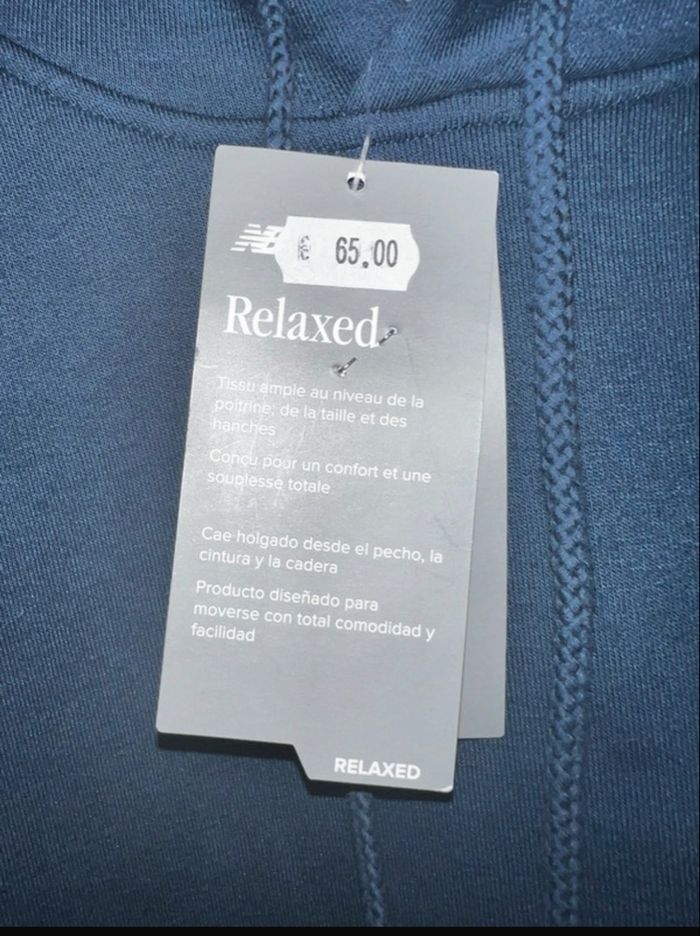 NB
€ 65.00
Relaxed
Tissu ample au niveau de la
poitrine, de la taille et des
hanches
Conçu pour un confort et une
souplesse totale
Cae holgado desde el pecho, la
cintura y la cadera
Producto diseñado para
moverse con total comodidad y
facilidad
RELAXED